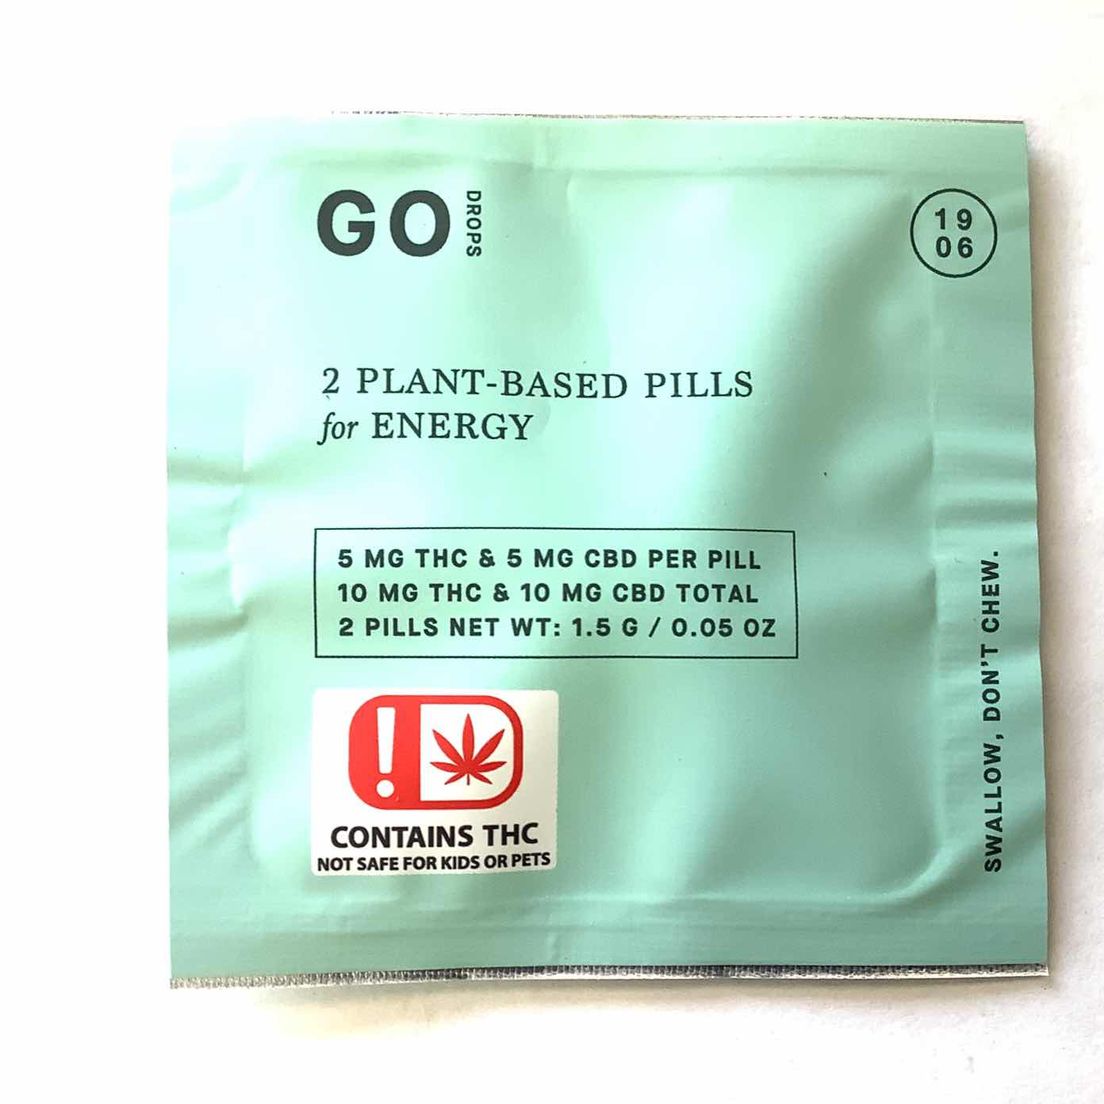 GO
DROPS
19
06
2 PLANT-BASED PILLS
for ENERGY
5 MG THC & 5 MG CBD PER PILL
10 MG THC & 10 MG CBD TOTAL
2 PILLS NET WT: 1.5 G / 0.05 OZ
SWALLOW, DON'T CHEW.
!
CONTAINS THC
NOT SAFE FOR KIDS OR PETS